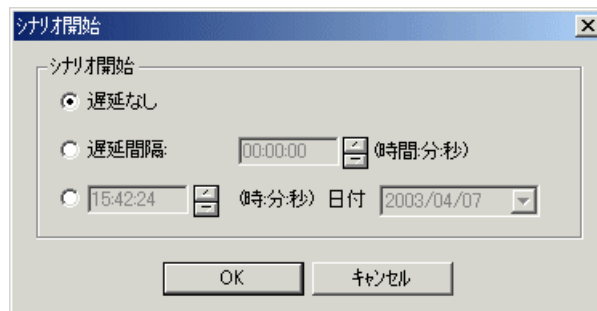 シナリオ開始
シナリオ開始
遅延なし
遅延間隔: 00:00:00 (時間:分:秒)
15:42:24 (時:分:秒) 日付 2003/04/07
OK キャンセル